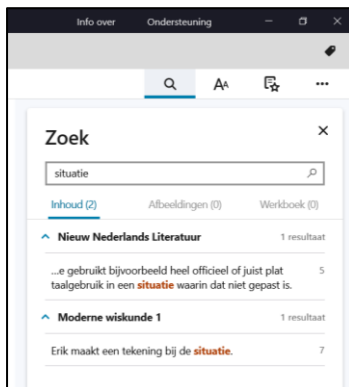 Info over Ondersteuning
AA
Zoek
situatie
Inhoud (2) Afbeeldingen (0) Werkboek (0)
Nieuw Nederlands Literatuur 1 resultaat
...e gebruikt bijvoorbeeld heel officieel of juist plat 5
taalgebruik in een situatie waarin dat niet gepast is.
Moderne wiskunde 1 1 resultaat
Erik maakt een tekening bij de situatie. 7